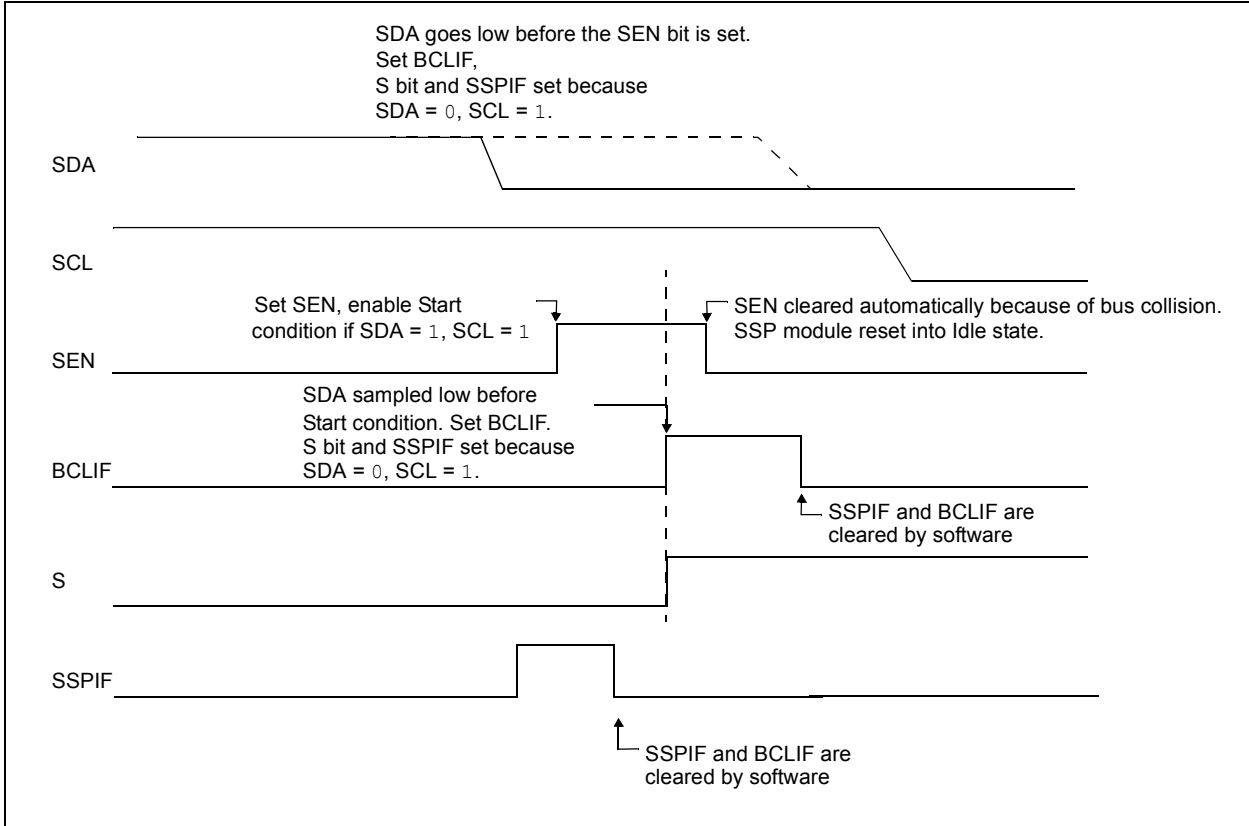 SDA goes low before the SEN bit is set.
Set BCLIF,
S bit and SSPIF set because
SDA = 0, SCL = 1.
SDA
SCL
Set SEN, enable Start
condition if SDA = 1, SCL = 1
SEN cleared automatically because of bus collision.
SSP module reset into Idle state.
SEN
SDA sampled low before
Start condition. Set BCLIF.
S bit and SSPIF set because
SDA = 0, SCL = 1.
BCLIF
SSPIF and BCLIF are
cleared by software
S
SSPIF
SSPIF and BCLIF are
cleared by software